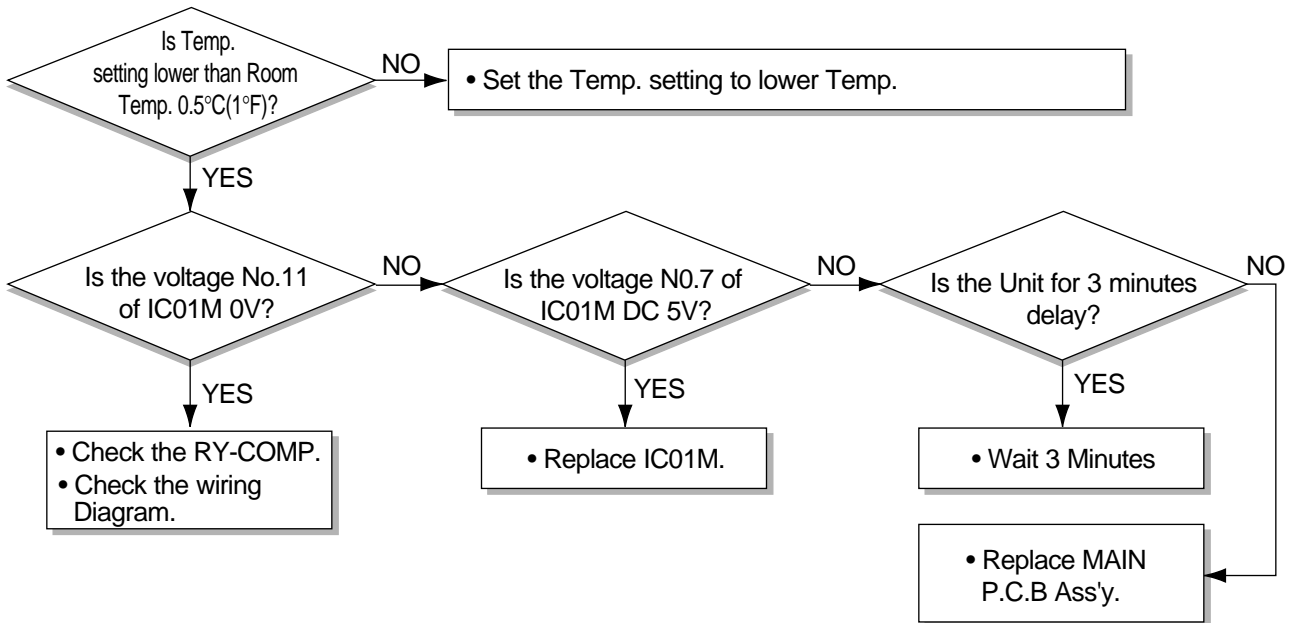 Is Temp.
setting lower than Room
Temp. 0.5°C(1°F)?
NO
• Set the Temp. setting to lower Temp.
YES
Is the voltage No.11
of IC01M 0V?
NO
Is the voltage N0.7 of
IC01M DC 5V?
NO
Is the Unit for 3 minutes
delay?
NO
YES
• Check the RY-COMP.
• Check the wiring
Diagram.
YES
• Replace IC01M.
YES
• Wait 3 Minutes
• Replace MAIN
P.C.B Ass'y.